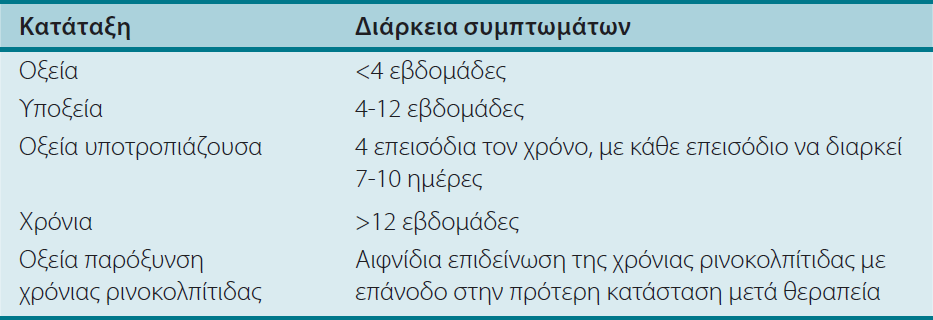 Κατάταξη Διάρκεια συμπτωμάτων
Οξεία <4 εβδομάδες
Υποξεία 4-12 εβδομάδες
Οξεία υποτροπιάζουσα 4 επεισόδια τον χρόνο, με κάθε επεισόδιο να διαρκεί
7-10 ημέρες
Χρόνια >12 εβδομάδες
Οξεία παρόξυνση Αιφνίδια επιδείνωση της χρόνιας ρινοκολπίτιδας με
χρόνιας ρινοκολπίτιδας επάνοδο στην πρότερη κατάσταση μετά θεραπεία